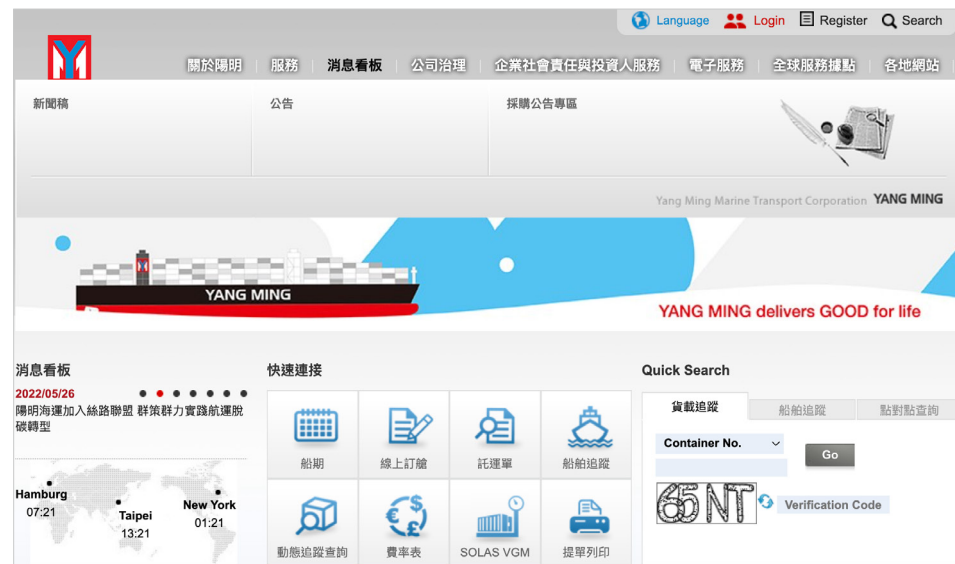 Language Login Register Search
關於陽明 服務 消息看板 公司治理 企業社會責任與投資人服務 電子服務 全球服務據點 各地網站
新聞稿 公告 採購公告專區
Yang Ming Marine Transport Corporation YANG MING
YANG MING
YANG MING delivers GOOD for life
消息看板
2022/05/26
陽明海運加入絲路聯盟 群策群力實踐航運脫
碳轉型
Hamburg
07:21
Taipei
13:21
New York
01:21
快速連接
船期 線上訂艙 託運單 船舶追蹤
動態追蹤查詢 費率表 SOLAS VGM 提單列印
Quick Search
貨載追蹤 船舶追蹤 點對點查詢
Container No.
Go
65NT
Verification Code